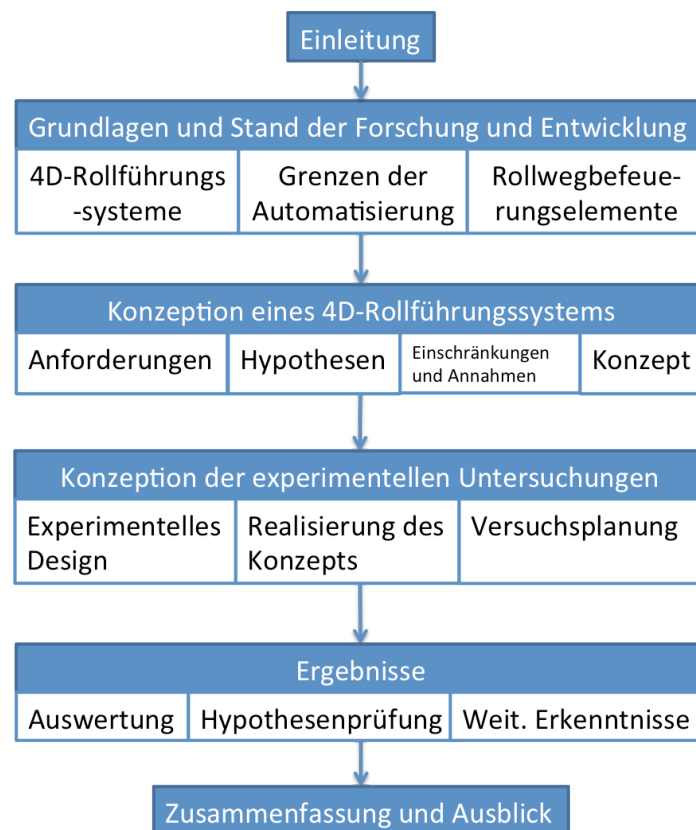 Einleitung
Grundlagen und Stand der Forschung und Entwicklung
4D-Rollführungs
-systeme
Grenzen der
Automatisierung
Rollwegbefeue-
rungselemente
Konzeption eines 4D-Rollführungssystems
Anforderungen
Hypothesen
Einschränkungen
und Annahmen
Konzept
Konzeption der experimentellen Untersuchungen
Experimentelles
Design
Realisierung des
Konzepts
Versuchsplanung
Ergebnisse
Auswertung
Hypothesenprüfung
Weit. Erkenntnisse
Zusammenfassung und Ausblick